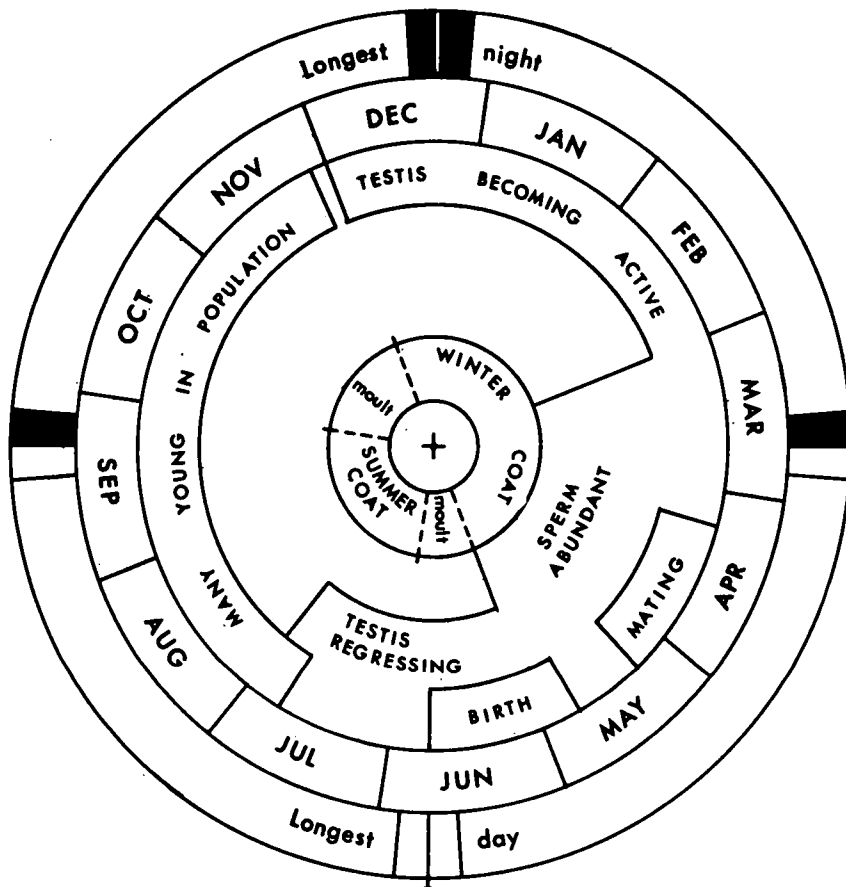 Longest night
DEC
JAN
FEB
MAR
APR
MAY
JUN
JUL
AUG
SEP
OCT
NOV
Longest day
TESTIS BECOMING ACTIVE
SPERM
ABUNDANT
MATING
BIRTH
TESTIS
REGRESSING
MANY YOUNG IN POPULATION
WINTER COAT
moult
SUMMER
COAT
moult